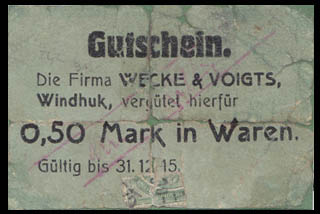 Gutschein.
Die Firma WECKE & VOIGTS,
Windhuk, vergütet hierfür
0,50 Mark in Waren.
Gültig bis 31. 12. 15.